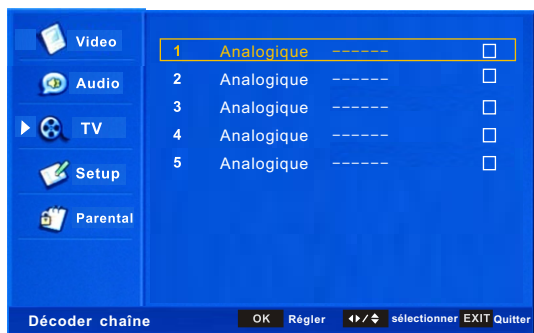 Video
Audio
TV
Setup
Parental
1 Analogique ------
2 Analogique ------
3 Analogique ------
4 Analogique ------
5 Analogique ------
Décoder chaîne OK Régler sélectionner EXIT Quitter